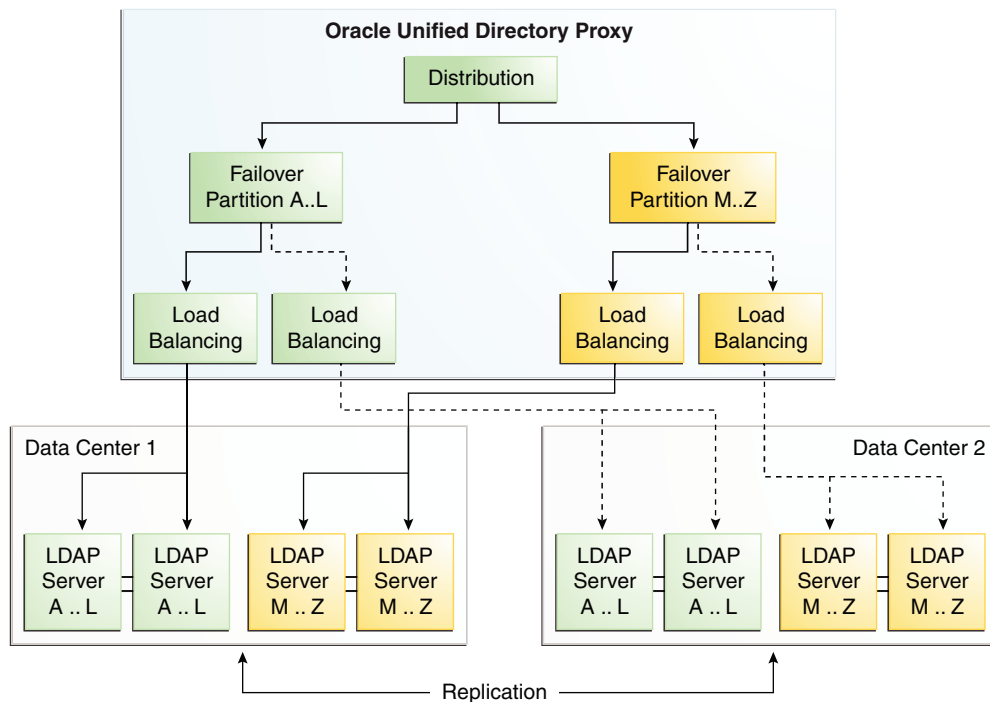 Oracle Unified Directory Proxy
Distribution
Failover
Partition A..L
Failover
Partition M..Z
Load
Balancing
Load
Balancing
Load
Balancing
Load
Balancing
Data Center 1
Data Center 2
LDAP
Server
A .. L
LDAP
Server
A .. L
LDAP
Server
M .. Z
LDAP
Server
M .. Z
LDAP
Server
A .. L
LDAP
Server
A .. L
LDAP
Server
M .. Z
LDAP
Server
M .. Z
Replication